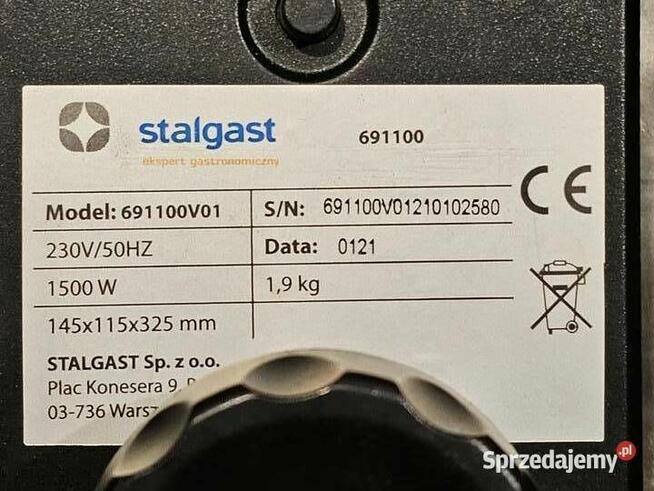 stalgast
ekspert gastronomiczny
691100
Model: 691100V01
S/N: 691100V01210102580
230V/50HZ
Data: 0121
1500 W
1,9 kg
145x115x325 mm
CE
STALGAST Sp. z o.o.
Plac Konesera 9,
03-736 Warsz
Sprzedajemy.pl